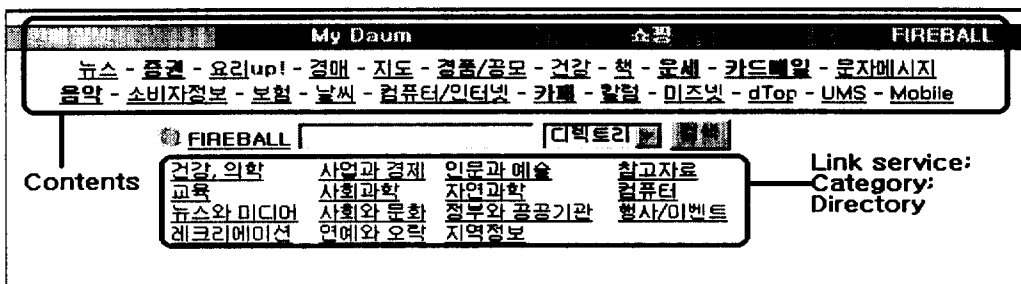 My Daum 쇼핑 FIREBALL
뉴스 - 증권 - 요리up! - 경매 - 지도 - 경품/공모 - 건강 - 책 - 운세 - 카드메일 - 문자메시지
음악 - 소비자정보 - 보험 - 날씨 - 컴퓨터/인터넷 - 카페 - 칼럼 - 미즈넷 - dTop - UMS - Mobile
FIREBALL 디렉토리 검색
Contents
건강, 의학 사업과 경제 인문과 예술 참고자료
교육 사회과학 자연과학 컴퓨터
뉴스와 미디어 사회와 문화 정부와 공공기관 행사/이벤트
레크리에이션 연예와 오락 지역정보
Link service;
Category;
Directory